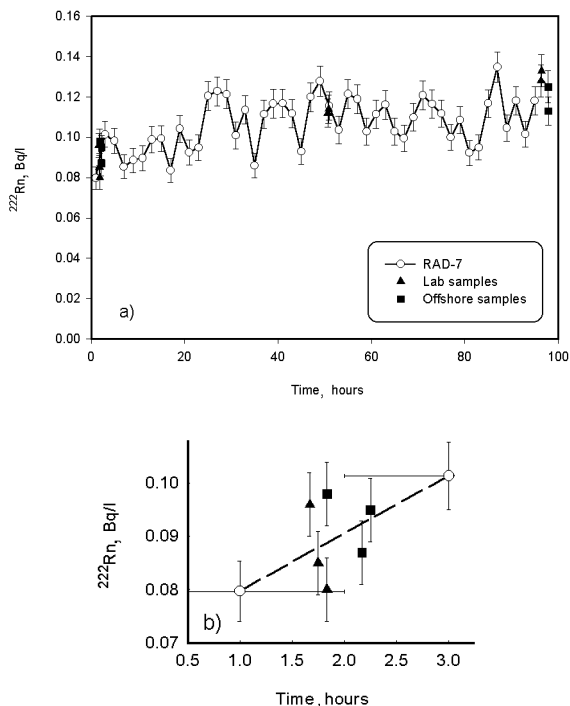 0.16
0.14
0.12
0.10
0.08
0.06
0.04
0.02
0.00
²²²Rn, Bq/l
RAD-7
Lab samples
Offshore samples
a)
0 20 40 60 80 100
Time, hours
0.10
0.09
0.08
0.07
²²²Rn, Bq/l
b)
0.5 1.0 1.5 2.0 2.5 3.0
Time, hours